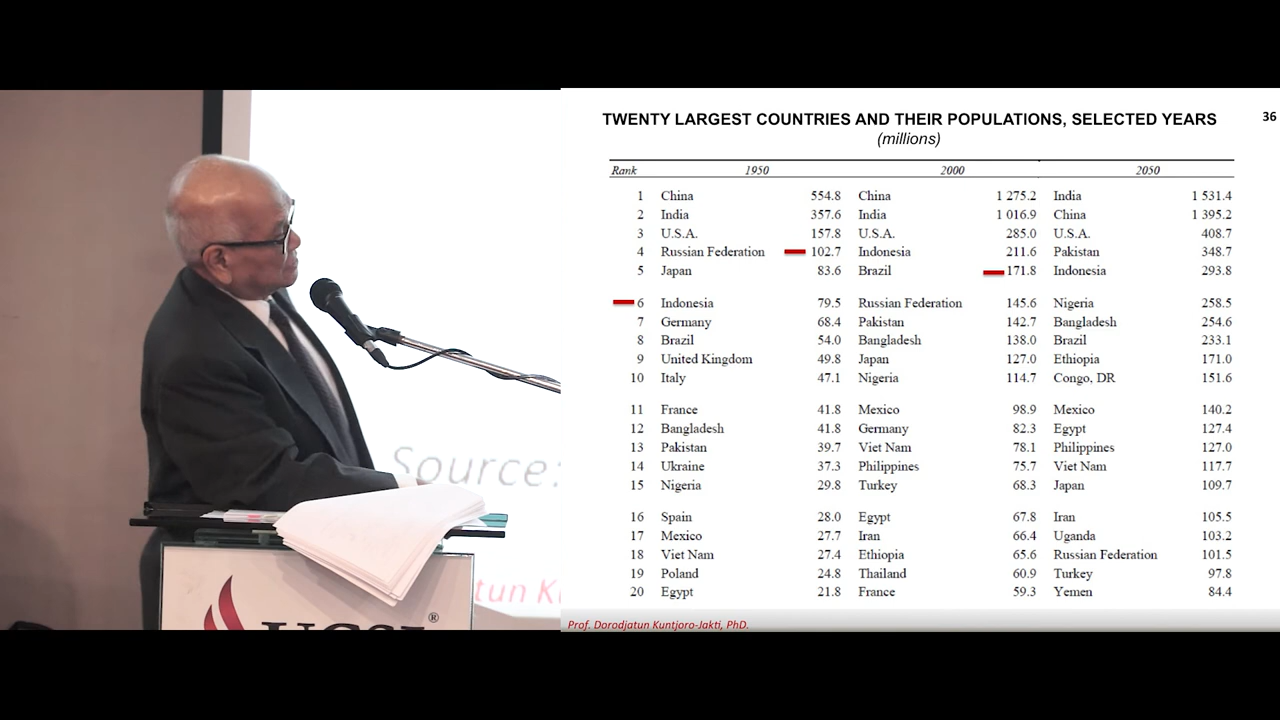 TWENTY LARGEST COUNTRIES AND THEIR POPULATIONS, SELECTED YEARS
36
(millions)
Rank 1950 2000 2050
1 China 554.8 China 1 275.2 India 1 531.4
2 India 357.6 India 1 016.9 China 1 395.2
3 U.S.A. 157.8 U.S.A. 285.0 U.S.A. 408.7
4 Russian Federation 102.7 Indonesia 211.6 Pakistan 348.7
5 Japan 83.6 Brazil 171.8 Indonesia 293.8
6 Indonesia 79.5 Russian Federation 145.6 Nigeria 258.5
7 Germany 68.4 Pakistan 142.7 Bangladesh 254.6
8 Brazil 54.0 Bangladesh 138.0 Brazil 233.1
9 United Kingdom 49.8 Japan 127.0 Ethiopia 171.0
10 Italy 47.1 Nigeria 114.7 Congo, DR 151.6
11 France 41.8 Mexico 98.9 Mexico 140.2
12 Bangladesh 41.8 Germany 82.3 Egypt 127.4
13 Pakistan 39.7 Viet Nam 78.1 Philippines 127.0
14 Ukraine 37.3 Philippines 75.7 Viet Nam 117.7
15 Nigeria 29.8 Turkey 68.3 Japan 109.7
16 Spain 28.0 Egypt 67.8 Iran 105.5
17 Mexico 27.7 Iran 66.4 Uganda 103.2
18 Viet Nam 27.4 Ethiopia 65.6 Russian Federation 101.5
19 Poland 24.8 Thailand 60.9 Turkey 97.8
20 Egypt 21.8 France 59.3 Yemen 84.4
Prof. Dorodjatun Kuntjoro-Jakti, PhD.
Source:
tun K
UCSI ®